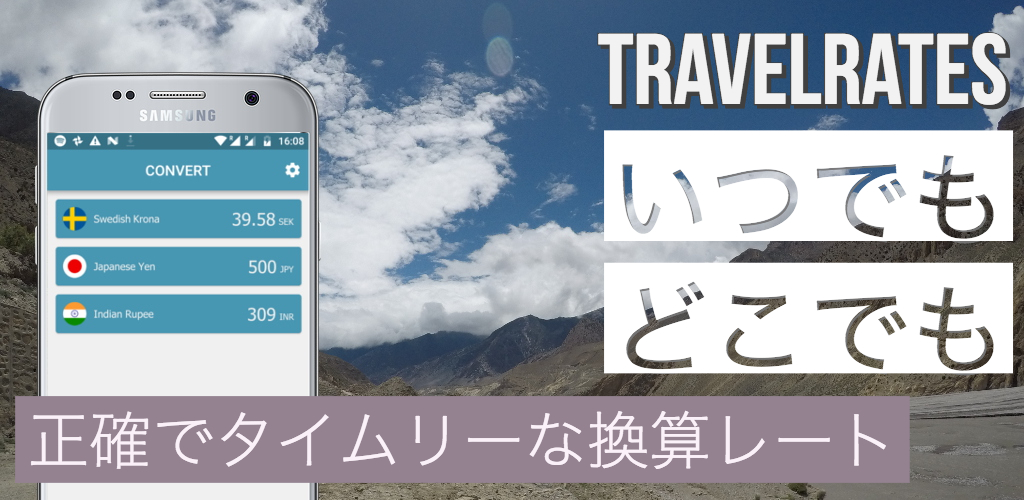 TRAVELRATES
いつでも
どこでも
SAMSUNG
16:08
CONVERT
Swedish Krona 39.58 SEK
Japanese Yen 500 JPY
Indian Rupee 309 INR
正確でタイムリーな換算レート